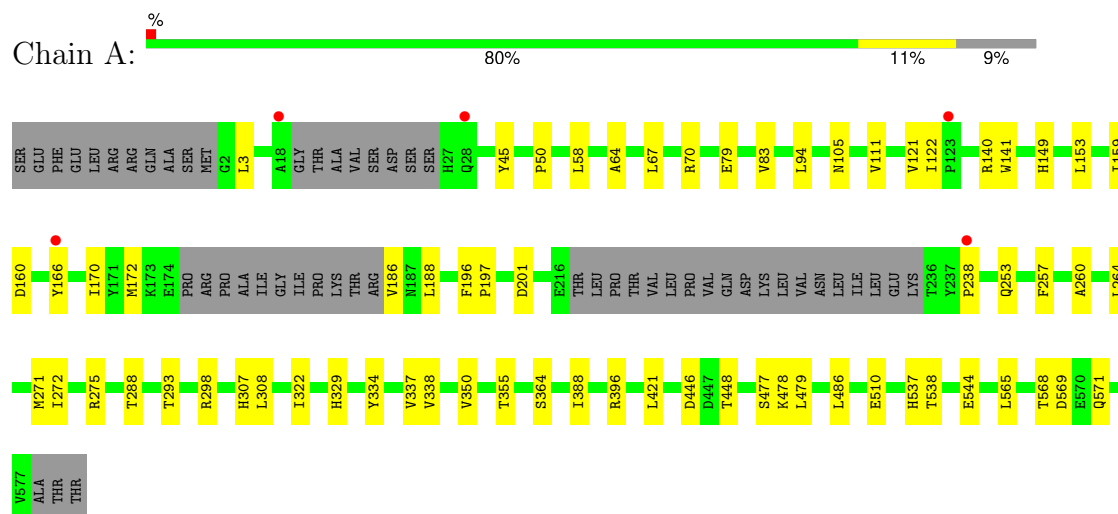 %
Chain A:
80% 11% 9%
SER GLU PHE GLU LEU ARG ARG GLN ALA SER MET G2 L3 A18 GLY THR ALA VAL SER ASP SER SER H27 Q28 Y45 P50 L58 A64 L67 R70 E79 V83 L94 N105 V111 V121 I122 P123 R140 W141 H149 L153
D160 Y166 I170 Y171 M172 K173 E174 PRO ARG PRO PRO ALA ILE GLY ILE PRO LYS THR ARG V186 N187 L188 F196 P197 D201 E216 THR LEU PRO THR VAL LEU PRO VAL GLN ASP LYS LEU VAL ASN LEU ILE LEU GLU LYS T236 Y237 P238 Q253 F257 A260
M271 I272 R275 T288 T293 R298 H307 L308 I322 H329 Y334 V337 V338 V350 T355 S364 I388 R396 L421 D446 D447 T448 S477 K478 L479 L486 E510 H537 T538 E544 L565 T568 D569 E570 Q571
V577 ALA THR THR